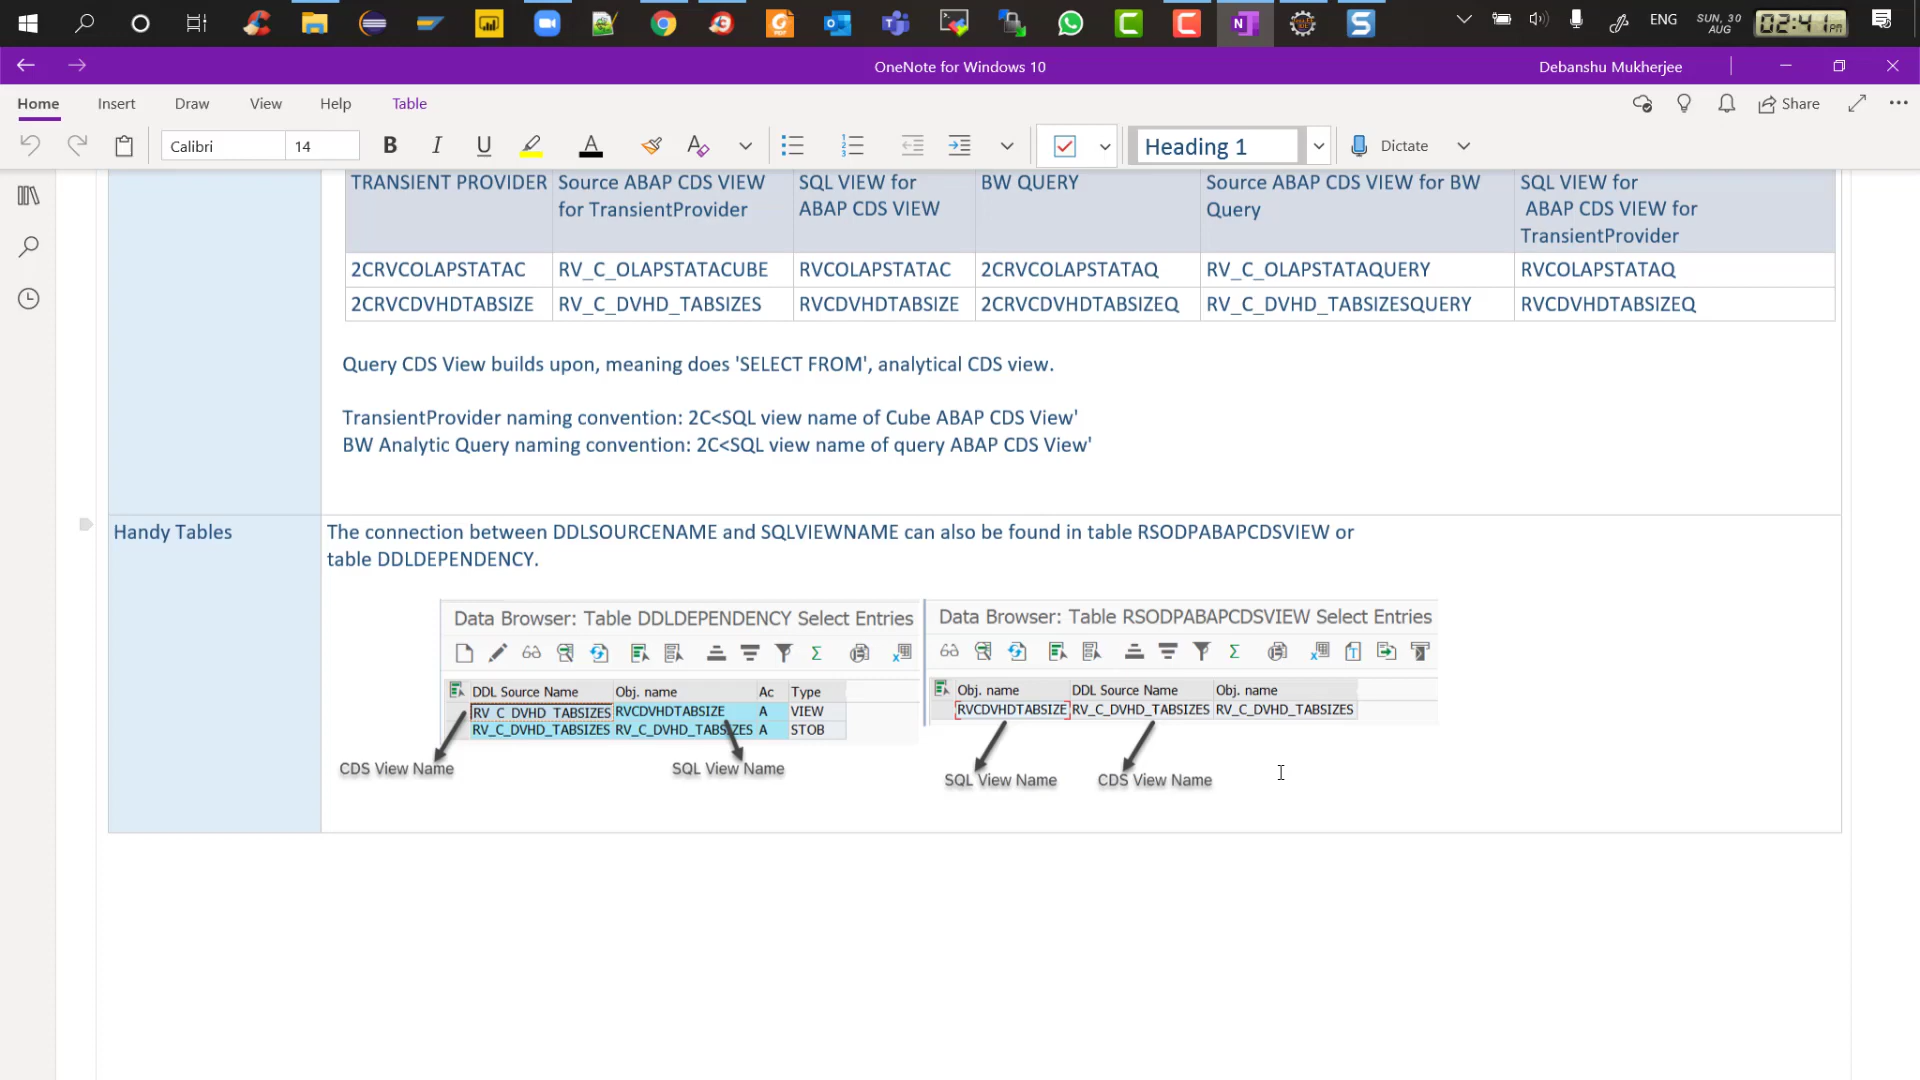 ENG
SUN, 30
AUG
02:41PM
OneNote for Windows 10
Debanshu Mukherjee
Home
Insert
Draw
View
Help
Table
Share
Calibri
14
B
I
U
A
Heading 1
Dictate
TRANSIENT PROVIDER
Source ABAP CDS VIEW
for TransientProvider
SQL VIEW for
ABAP CDS VIEW
BW QUERY
Source ABAP CDS VIEW for BW
Query
SQL VIEW for
ABAP CDS VIEW for
TransientProvider
2CRVCOLAPSTATAC RV_C_OLAPSTATACUBE RVCOLAPSTATAC 2CRVCOLAPSTATAQ RV_C_OLAPSTATAQUERY RVCOLAPSTATAQ
2CRVCDVHDTABSIZE RV_C_DVHD_TABSIZES RVCDVHDTABSIZE 2CRVCDVHDTABSIZEQ RV_C_DVHD_TABSIZESQUERY RVCDVHDTABSIZEQ
Query CDS View builds upon, meaning does 'SELECT FROM', analytical CDS view.
TransientProvider naming convention: 2C<SQL view name of Cube ABAP CDS View'
BW Analytic Query naming convention: 2C<SQL view name of query ABAP CDS View'
Handy Tables
The connection between DDLSOURCENAME and SQLVIEWNAME can also be found in table RSODPABAPCDSVIEW or
table DDLDEPENDENCY.
Data Browser: Table DDLDEPENDENCY Select Entries
DDL Source Name Obj. name Ac Type
RV_C_DVHD_TABSIZES RVCDVHDTABSIZE A VIEW
RV_C_DVHD_TABSIZES RV_C_DVHD_TABSIZES A STOB
CDS View Name
SQL View Name
Data Browser: Table RSODPABAPCDSVIEW Select Entries
Obj. name DDL Source Name Obj. name
RVCDVHDTABSIZE RV_C_DVHD_TABSIZES RV_C_DVHD_TABSIZES
SQL View Name
CDS View Name